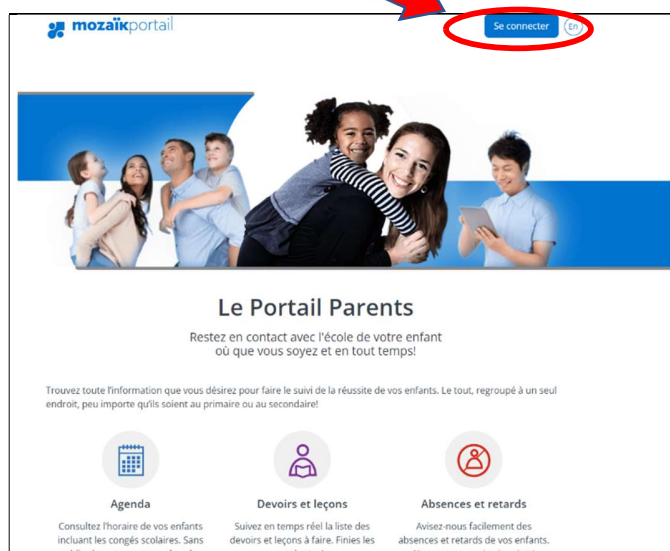 mozaïkportail
Se connecter
En
Le Portail Parents
Restez en contact avec l'école de votre enfant
où que vous soyez et en tout temps!
Trouvez toute l'information que vous désirez pour faire le suivi de la réussite de vos enfants. Le tout, regroupé à un seul
endroit, peu importe qu'ils soient au primaire ou au secondaire!
Agenda
Consultez l'horaire de vos enfants
incluant les congés scolaires. Sans
Devoirs et leçons
Suivez en temps réel la liste des
devoirs et leçons à faire. Finies les
Absences et retards
Avisez-nous facilement des
absences et retards de vos enfants.